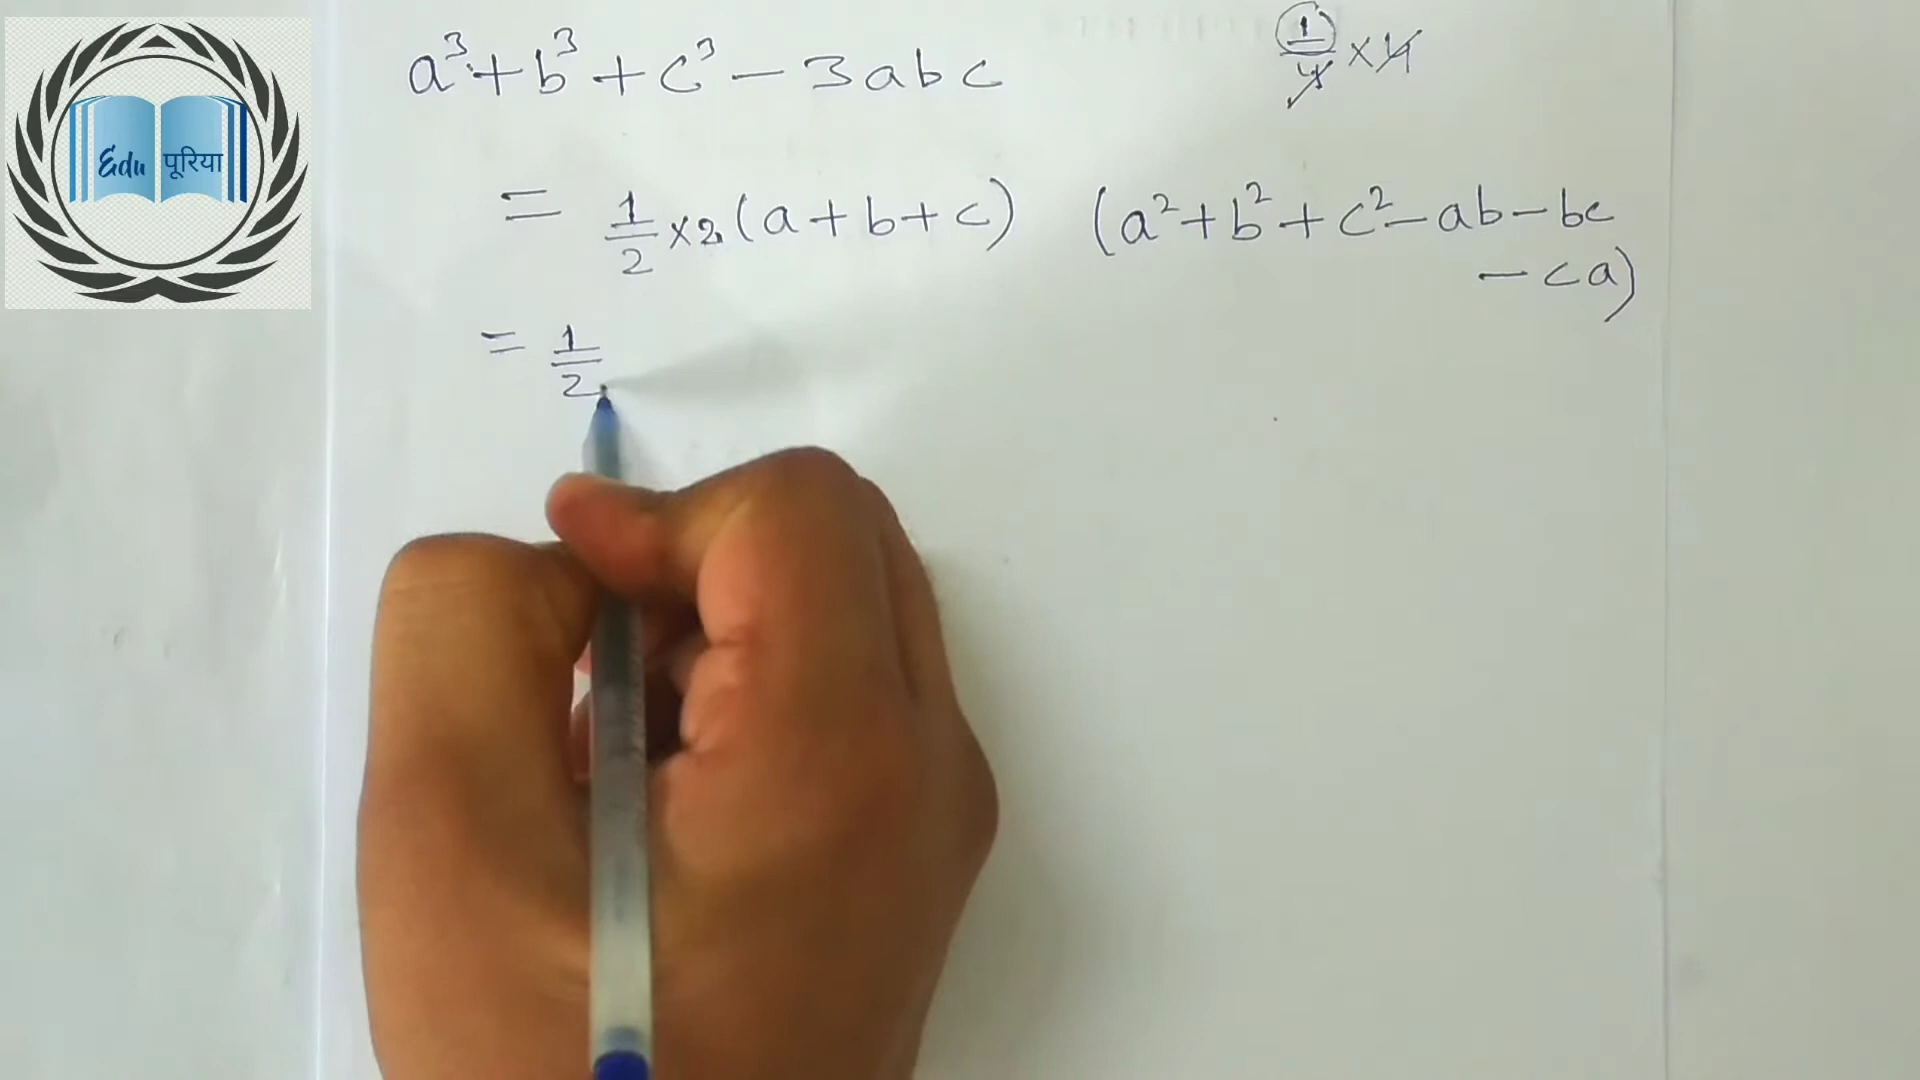 Edu पूरिया
a³+b³+c³-3abc
1/4 × 4
= 1/2 × 2 (a+b+c) (a²+b²+c²-ab-bc
-ca)
= 1/2